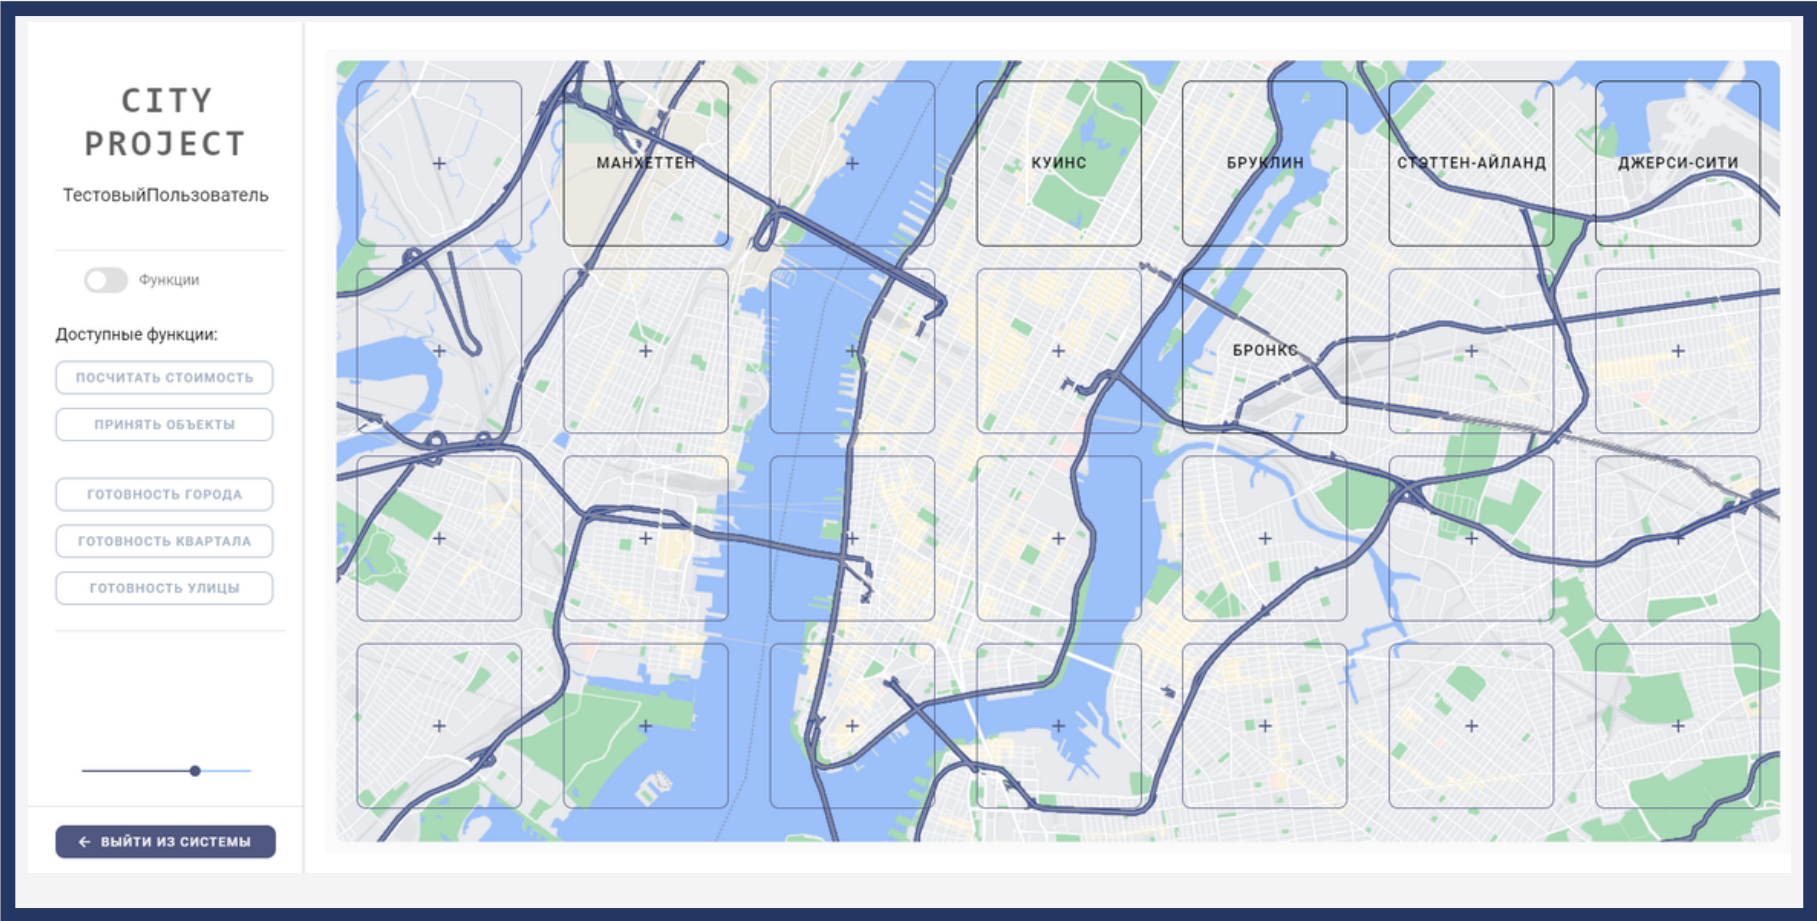 CITY
PROJECT
ТестовыйПользователь
Функции
Доступные функции:
ПОСЧИТАТЬ СТОИМОСТЬ
ПРИНЯТЬ ОБЪЕКТЫ
ГОТОВНОСТЬ ГОРОДА
ГОТОВНОСТЬ КВАРТАЛА
ГОТОВНОСТЬ УЛИЦЫ
← ВЫЙТИ ИЗ СИСТЕМЫ
МАНХЕТТЕН
КУИНС
БРУКЛИН
СТЭТТЕН-АЙЛАНД
ДЖЕРСИ-СИТИ
БРОНКС